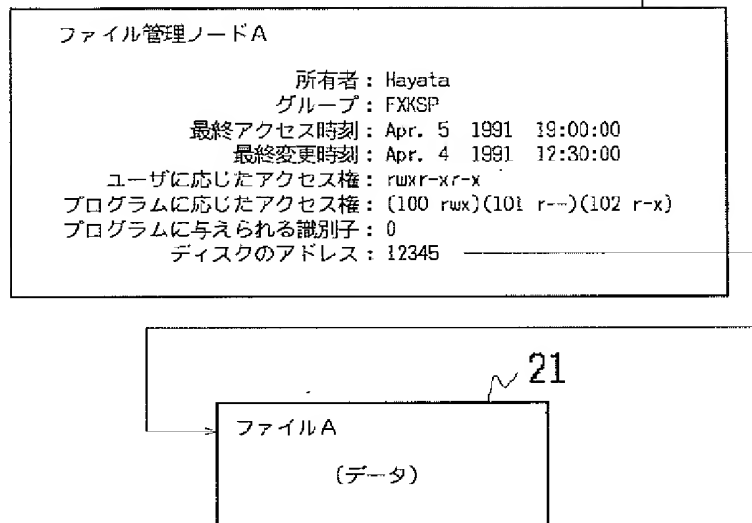 ファイル管理ノードA
所有者：Hayata
グループ：FXKSP
最終アクセス時刻：Apr. 5 1991 19:00:00
最終変更時刻：Apr. 4 1991 12:30:00
ユーザに応じたアクセス権：rwxr-xr-x
プログラムに応じたアクセス権：(100 rwx)(101 r--)(102 r-x)
プログラムに与えられる識別子：0
ディスクのアドレス：12345
21
ファイルA
(データ)